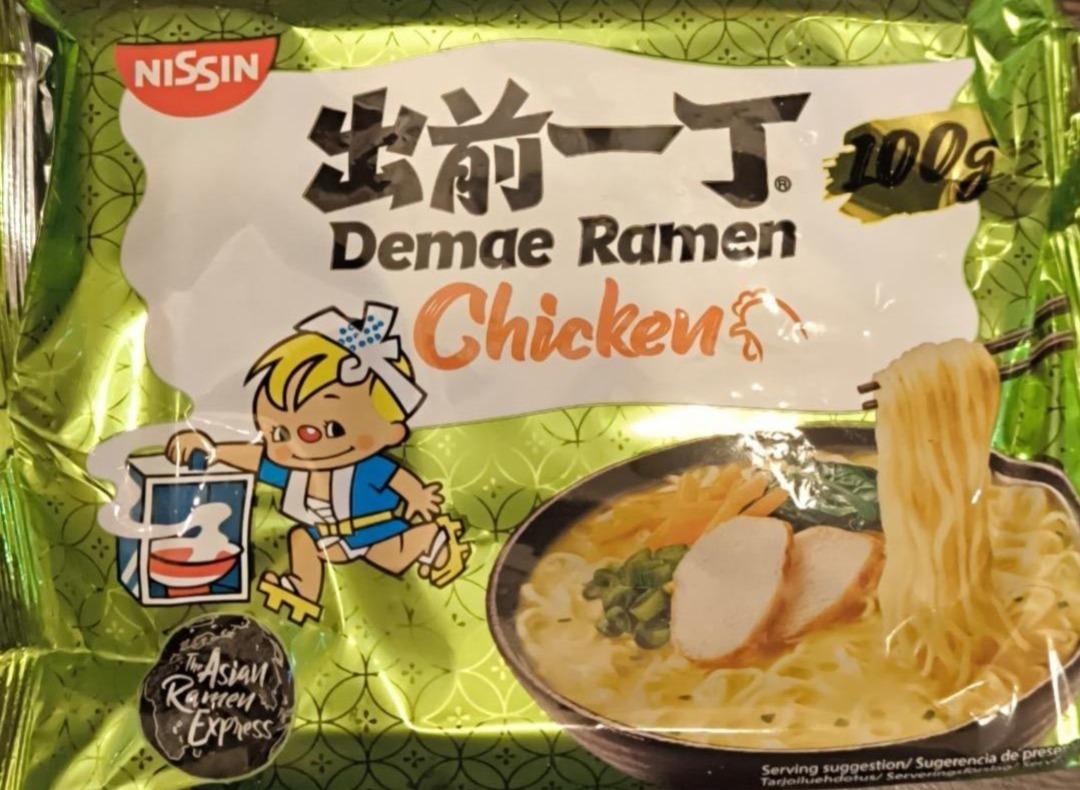 NISSIN
出前一丁®
100g
Demae Ramen
Chicken
The Asian
Ramen
Express
Serving suggestion/ Sugerencia de
Tarjoiluehdotus/